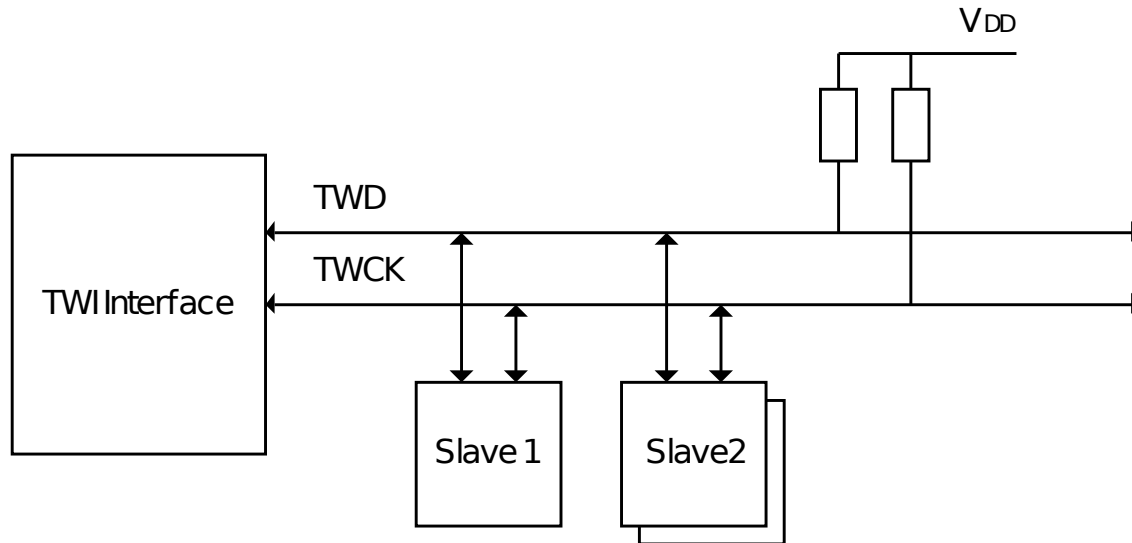 VDD
TWD
TWCK
TWI Interface
Slave 1
Slave2